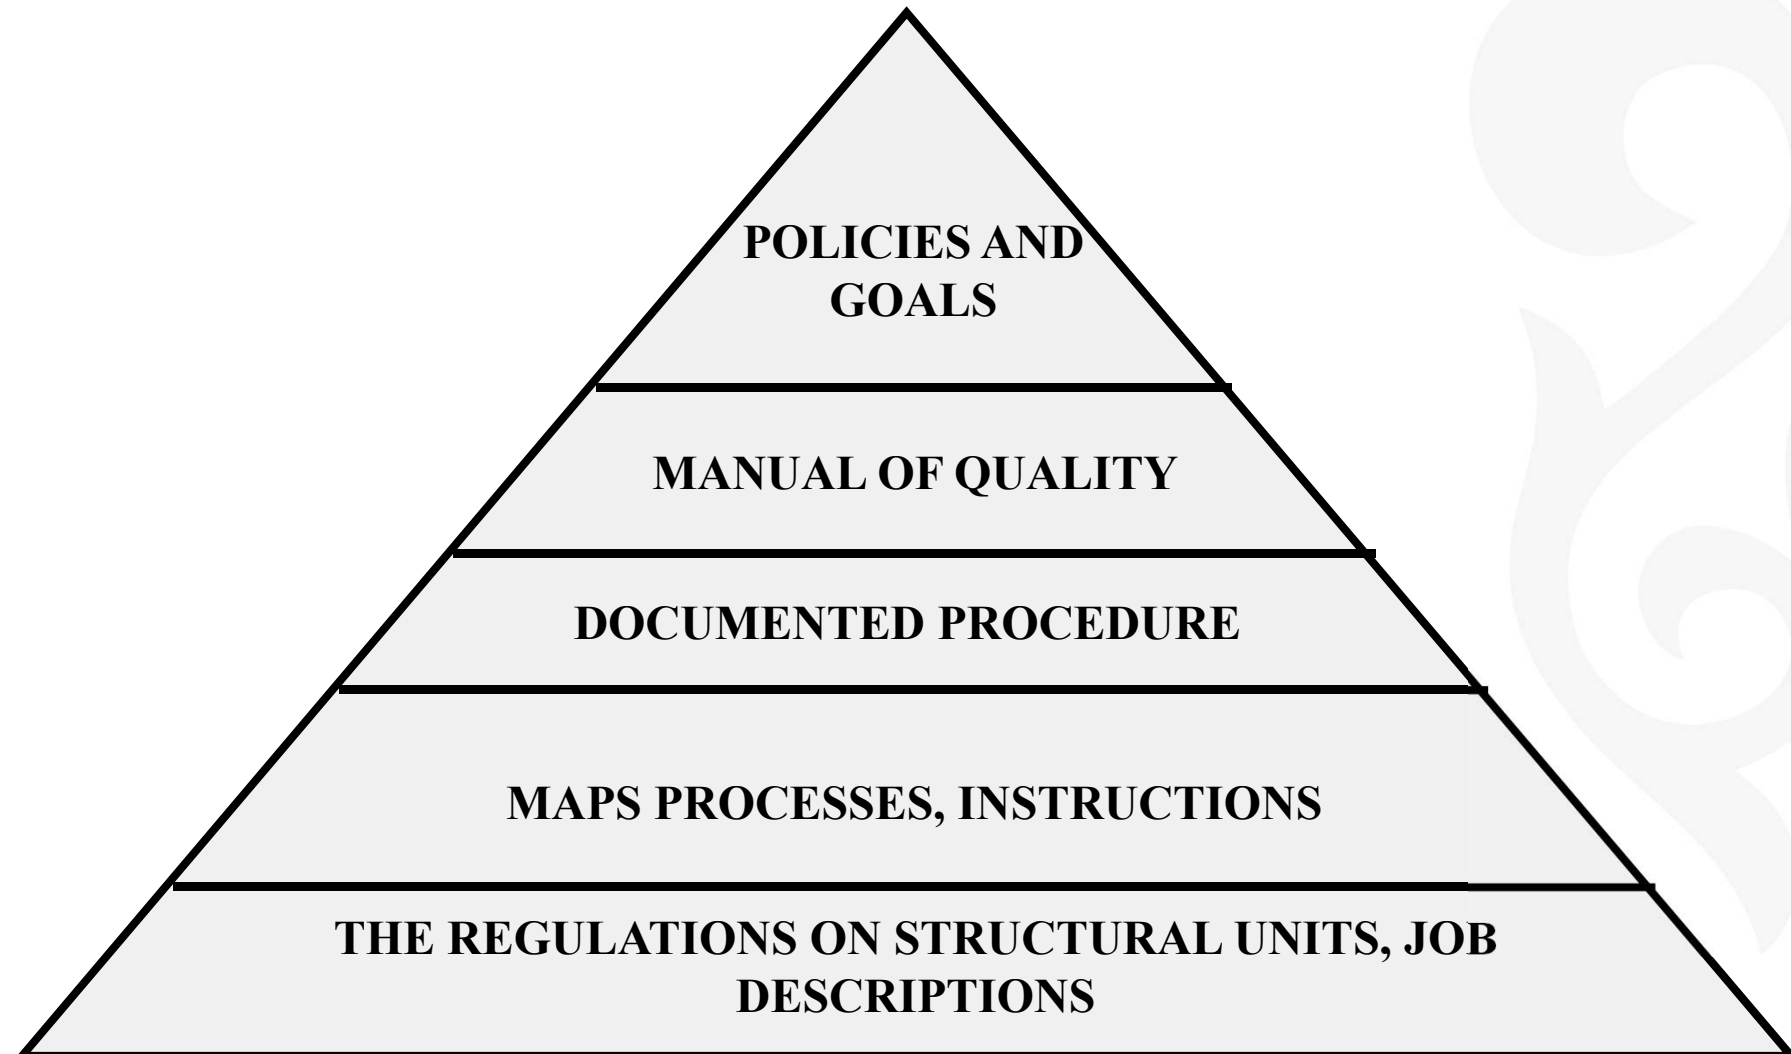 POLICIES AND
GOALS
MANUAL OF QUALITY
DOCUMENTED PROCEDURE
MAPS PROCESSES, INSTRUCTIONS
THE REGULATIONS ON STRUCTURAL UNITS, JOB
DESCRIPTIONS